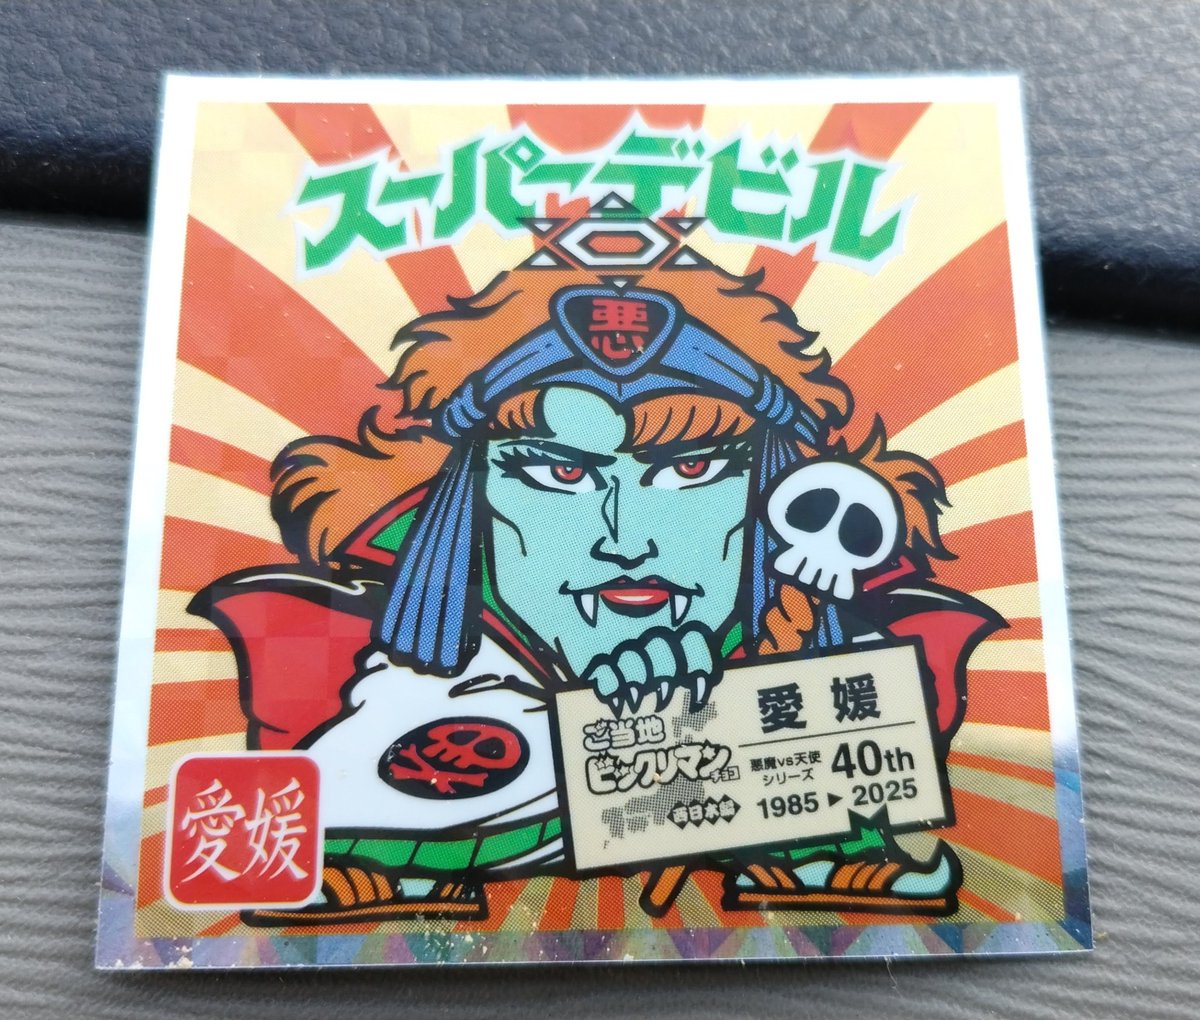 スーパーデビル
悪
愛媛
ご当地
ビックリマン
チョコ
西日本編
悪魔vs天使
シリーズ
40th
1985▶2025
愛媛